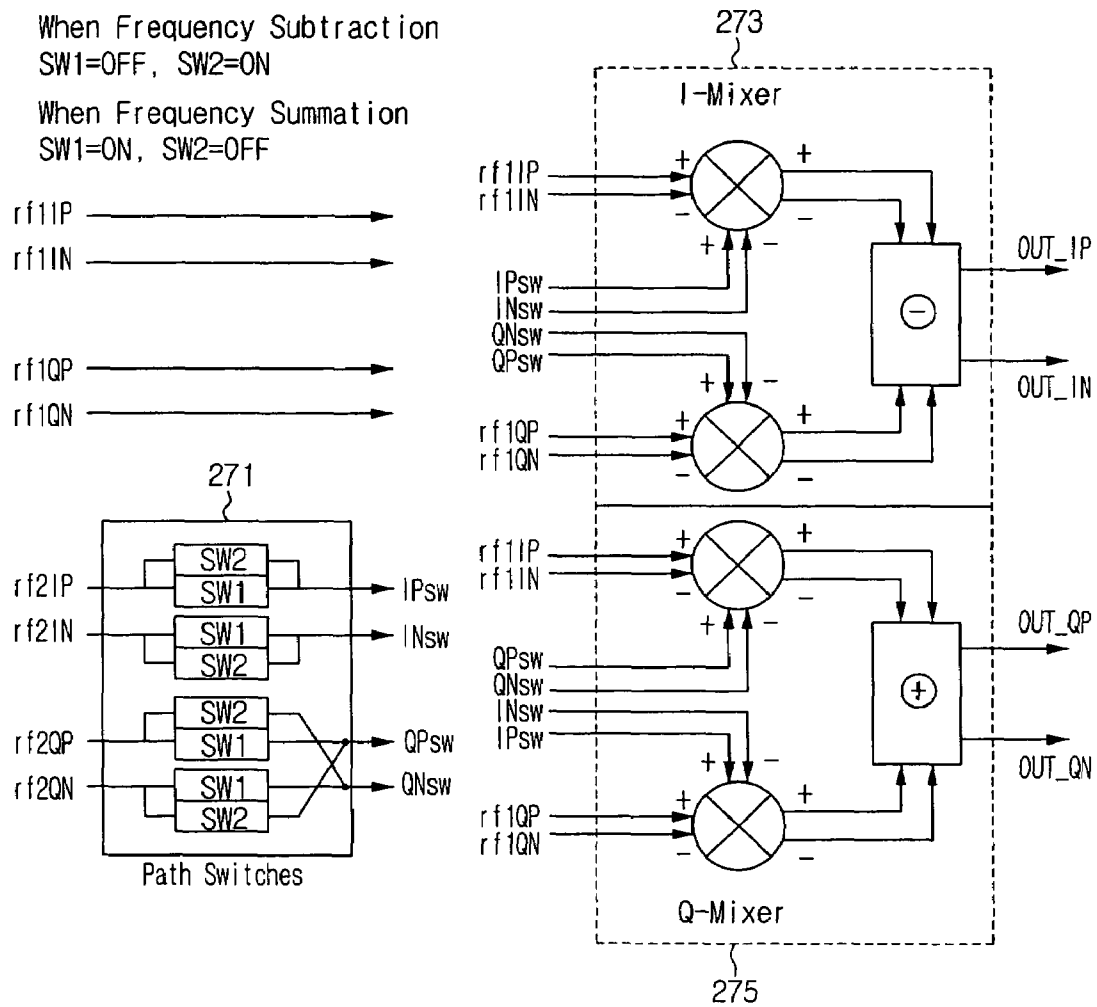 When Frequency Subtraction
SW1=OFF, SW2=ON
When Frequency Summation
SW1=ON, SW2=OFF
rf1IP
rf1IN
rf1QP
rf1QN
271
SW2
rf2IP
SW1
IPsw
rf2IN
SW1
INsw
SW2
SW2
rf2QP
SW1
QPsw
rf2QN
SW1
QNsw
SW2
Path Switches
273
I-Mixer
+
+
rf1IP
rf1IN
-
-
+
-
IPsw
INsw
QNsw
QPsw
+
-
OUT_IP
-
OUT_IN
+
+
rf1QP
rf1QN
-
-
+
+
rf1IP
rf1IN
-
-
+
-
QPsw
QNsw
INsw
IPsw
+
-
OUT_QP
+
OUT_QN
+
+
rf1QP
rf1QN
-
-
Q-Mixer
275